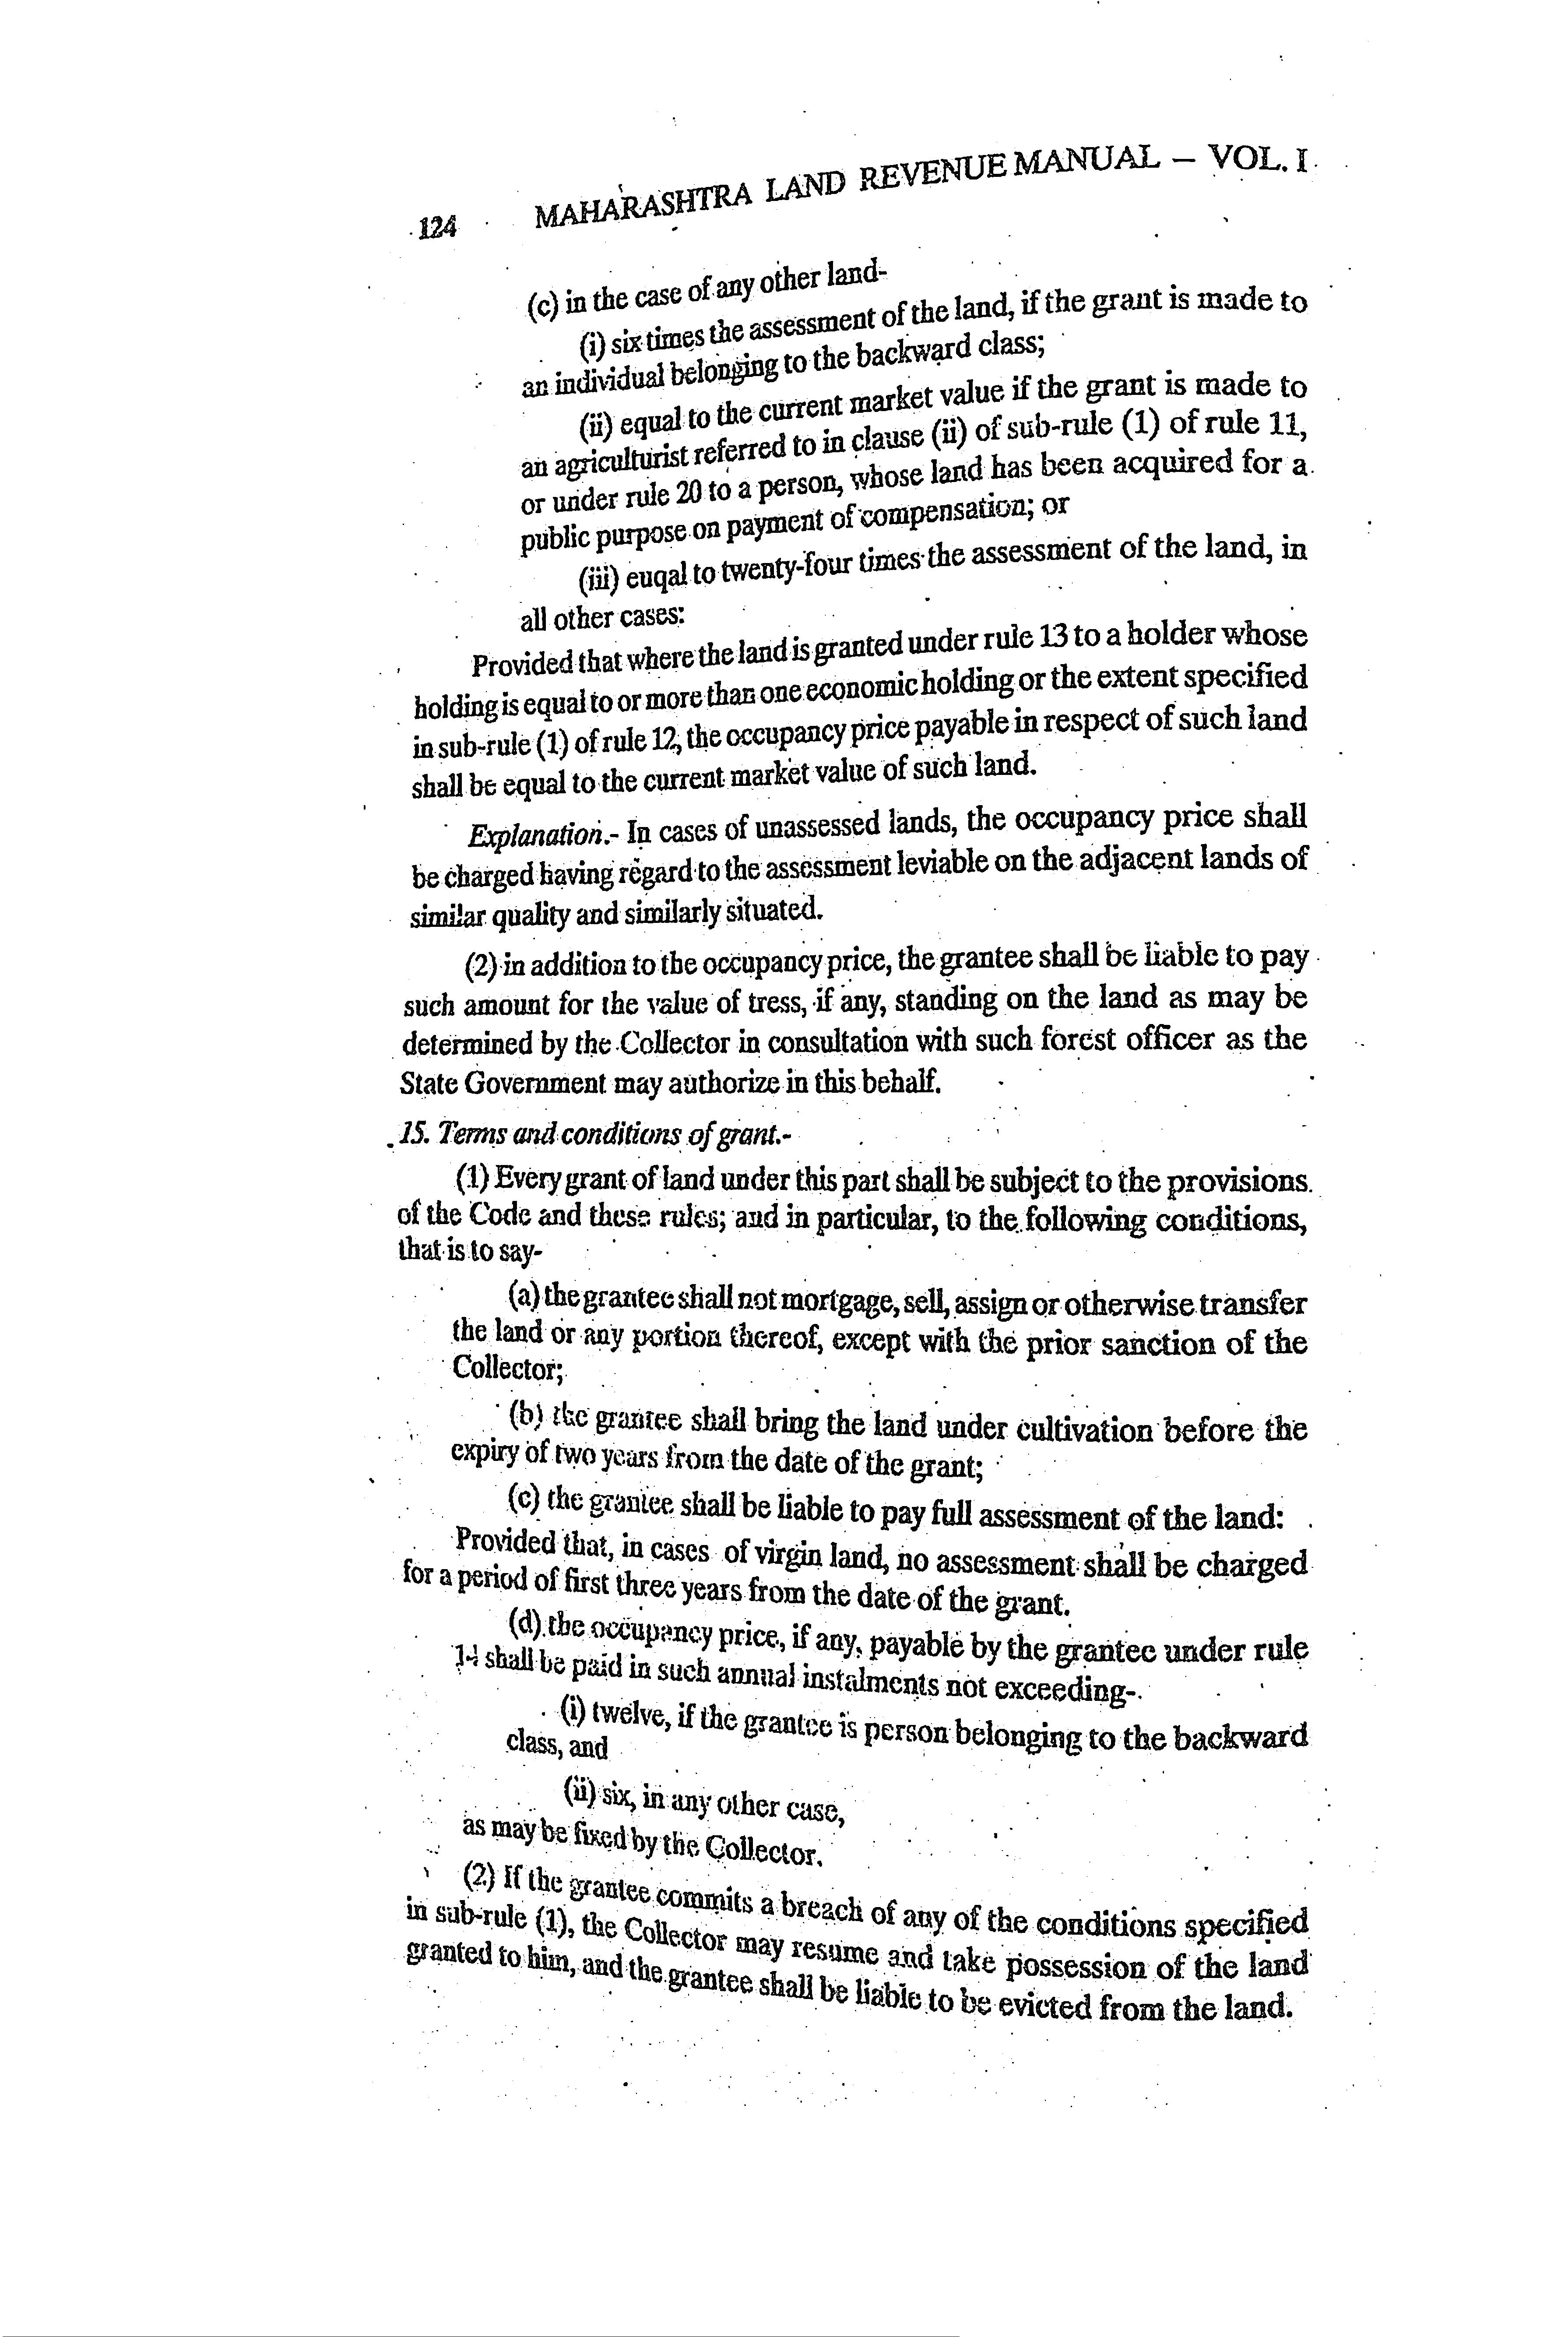 124 MAHARASHTRA LAND REVENUE MANUAL – VOL. I
(c) in the case of any other land-
(i) six times the assessment of the land, if the grant is made to
an individual belonging to the backward class;
(ii) equal to the current market value if the grant is made to
an agriculturist referred to in clause (ii) of sub-rule (1) of rule 11,
or under rule 20 to a person, whose land has been acquired for a
public purpose on payment of compensation; or
(iii) euqal to twenty-four times the assessment of the land, in
all other cases:
Provided that where the land is granted under rule 13 to a holder whose
holding is equal to or more than one economic holding or the extent specified
in sub-rule (1) of rule 12, the occupancy price payable in respect of such land
shall be equal to the current market value of such land.
Explanation.- In cases of unassessed lands, the occupancy price shall
be charged having regard to the assessment leviable on the adjacent lands of
similar quality and similarly situated.
(2) in addition to the occupancy price, the grantee shall be liable to pay
such amount for the value of tress, if any, standing on the land as may be
determined by the Collector in consultation with such forest officer as the
State Government may authorize in this behalf.
15. Terms and conditions of grant.-
(1) Every grant of land under this part shall be subject to the provisions
of the Code and these rules; and in particular, to the following conditions,
that is to say-
(a) the grantee shall not mortgage, sell, assign or otherwise transfer
the land or any portion thereof, except with the prior sanction of the
Collector;
(b) the grantee shall bring the land under cultivation before the
expiry of two years from the date of the grant;
(c) the grantee shall be liable to pay full assessment of the land:
Provided that, in cases of virgin land, no assessment shall be charged
for a period of first three years from the date of the grant.
(d) the occupancy price, if any, payable by the grantee under rule
14 shall be paid in such annual instalments not exceeding-
(i) twelve, if the grantee is person belonging to the backward
class, and
(ii) six, in any other case,
as may be fixed by the Collector.
(2) If the grantee commits a breach of any of the conditions specified
in sub-rule (1), the Collector may resume and take possession of the land
granted to him, and the grantee shall be liable to be evicted from the land.